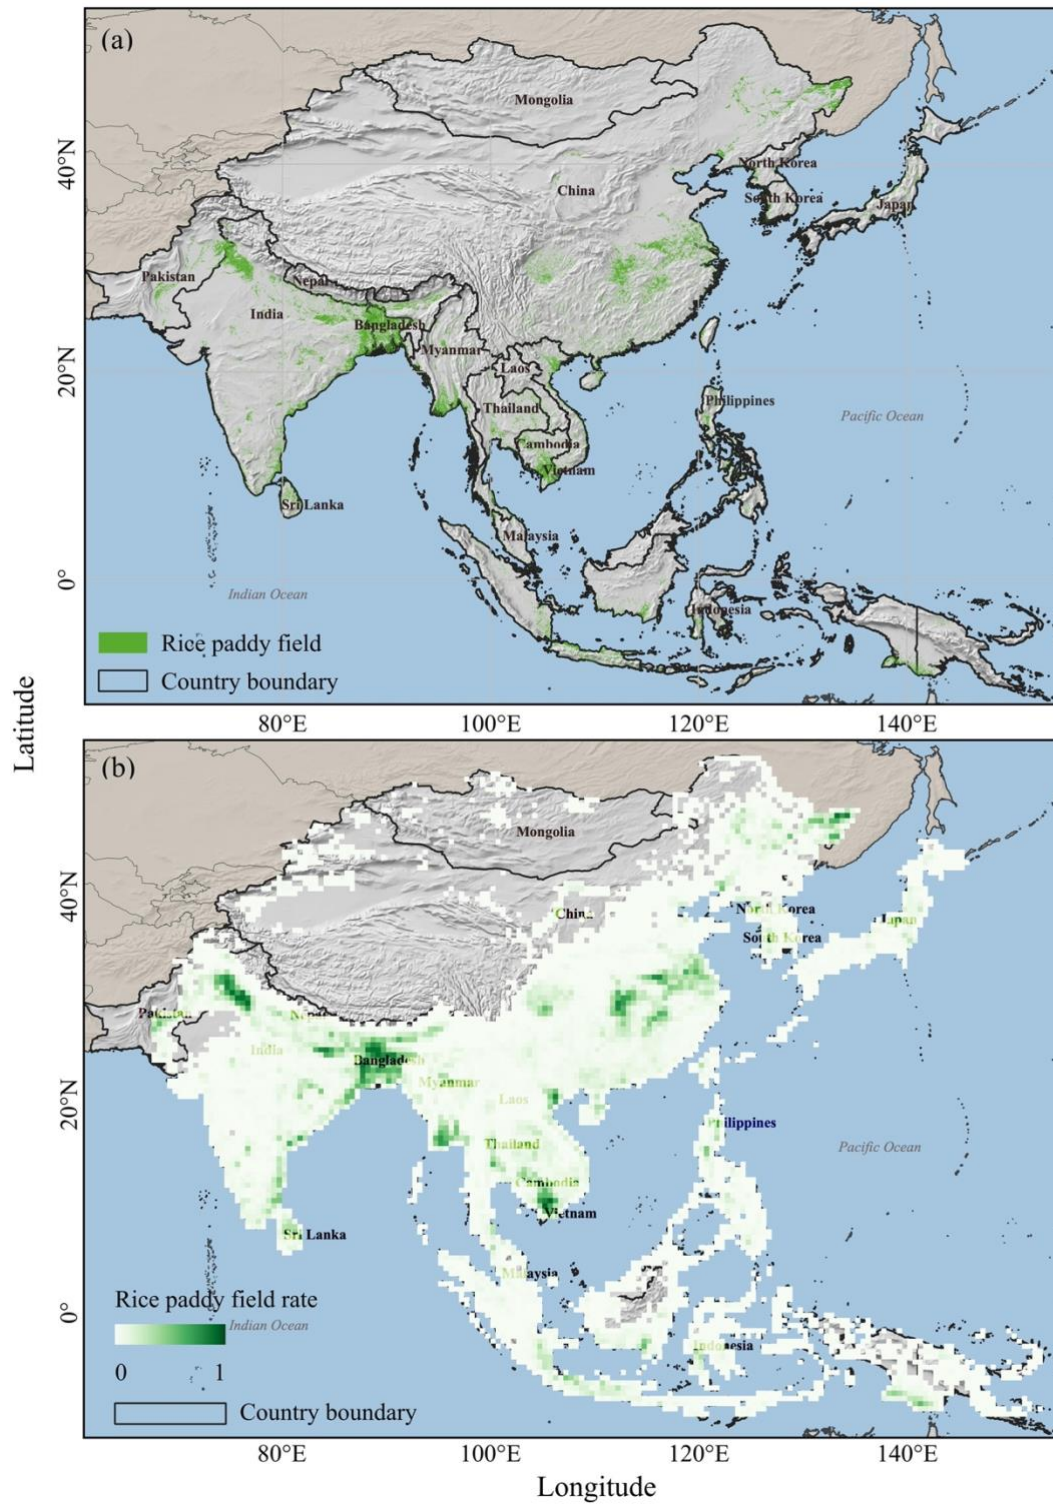 (a)
Mongolia
North Korea
China
South Korea
Japan
Pakistan
Nepal
India
Bangladesh
Myanmar
Laos
Philippines
Thailand
Pacific Ocean
Cambodia
Vietnam
Sri Lanka
Malaysia
Indian Ocean
Indonesia
Rice paddy field
Country boundary
40°N
20°N
0°
80°E 100°E 120°E 140°E
Latitude
(b)
Mongolia
North Korea
China
Japan
South Korea
Pakistan
Nepal
India
Bangladesh
Myanmar
Laos
Philippines
Thailand
Pacific Ocean
Cambodia
Vietnam
Sri Lanka
Malaysia
Rice paddy field rate
Indian Ocean
Indonesia
0 1
Country boundary
40°N
20°N
0°
80°E 100°E 120°E 140°E
Longitude